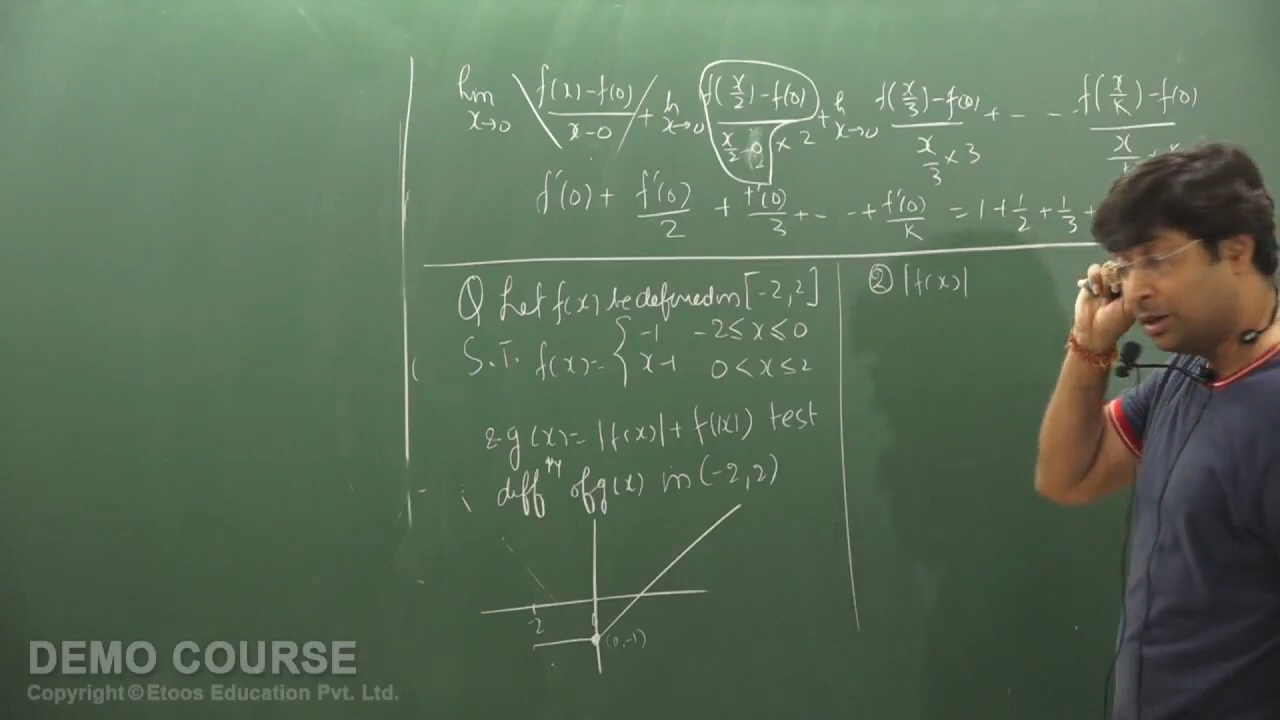 lim x→0 f(x)-f(0)/x-0 + h x→0 f(x/2)-f(0)/x/2-0 × 2 + h x→0 f(x/3)-f(0)/x/3 × 3 + - - - f(x/k)-f(0)/x/
f'(0) + f'(0)/2 + f'(0)/3 + - - - + f'(0)/k = 1+1/2+1/3+
Q Let f(x) be defined in [-2,2]
S.T. f(x)= { -1 -2≤x≤0
x-1 0<x≤2
& g(x)= |f(x)| + f(|x|) test
diff ty of g(x) in (-2,2)
② |f(x)|
-2
(0,-1)
DEMO COURSE
Copyright © Etoos Education Pvt. Ltd.